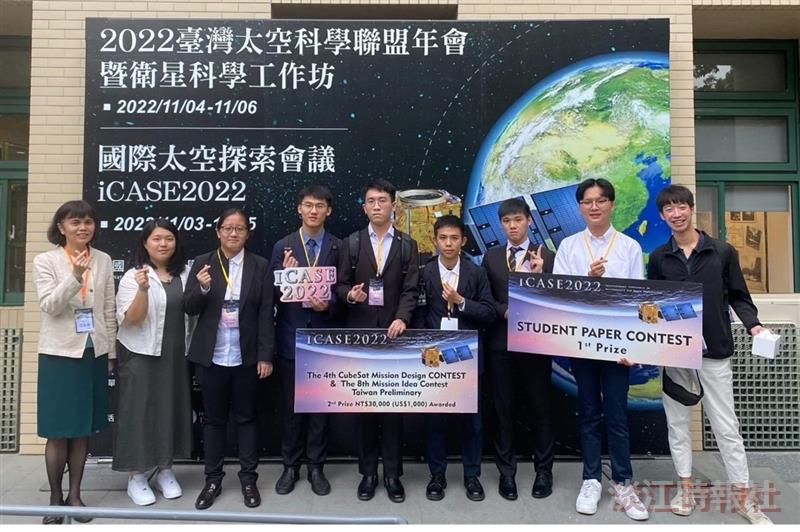 2022臺灣太空科學聯盟年會
暨衛星科學工作坊
2022/11/04-11/06
國際太空探索會議
iCASE2022
iCASE
2022
iCASE2022
The 4th CubeSat Mission Design CONTEST
& The 8th Mission Idea Contest
Taiwan Preliminary
2nd Prize NT$30,000 (US$1,000) Awarded
iCASE2022
STUDENT PAPER CONTEST
1st Prize
淡江時報社